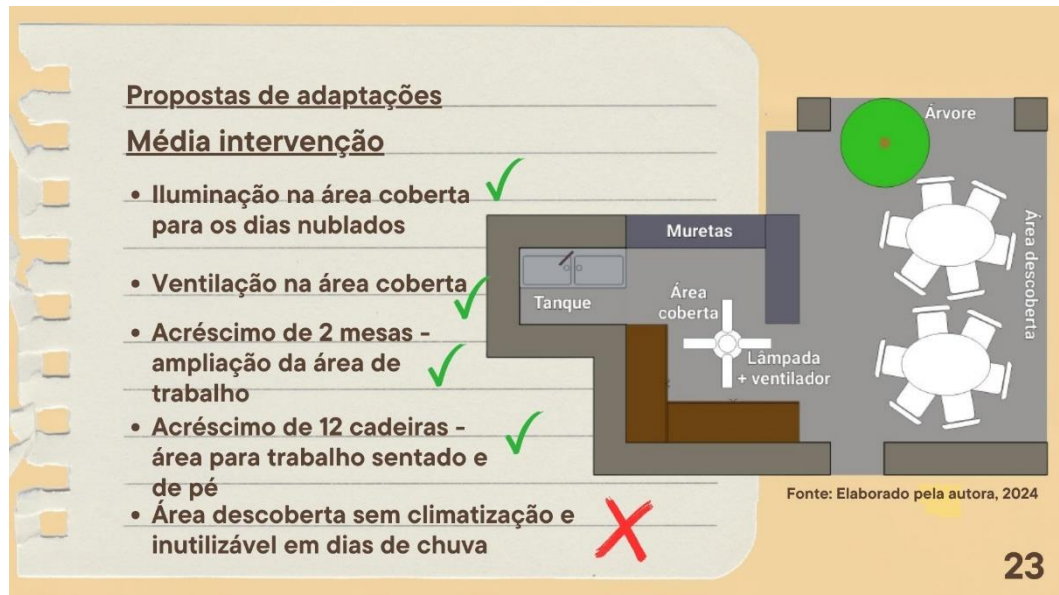 Propostas de adaptações
Média intervenção
• Iluminação na área coberta
para os dias nublados
• Ventilação na área coberta
• Acréscimo de 2 mesas -
ampliação da área de
trabalho
• Acréscimo de 12 cadeiras -
área para trabalho sentado e
de pé
• Área descoberta sem climatização e
inutilizável em dias de chuva
Árvore
Muretas
Tanque
Área
coberta
Lâmpada
+ ventilador
Área descoberta
Fonte: Elaborado pela autora, 2024
23